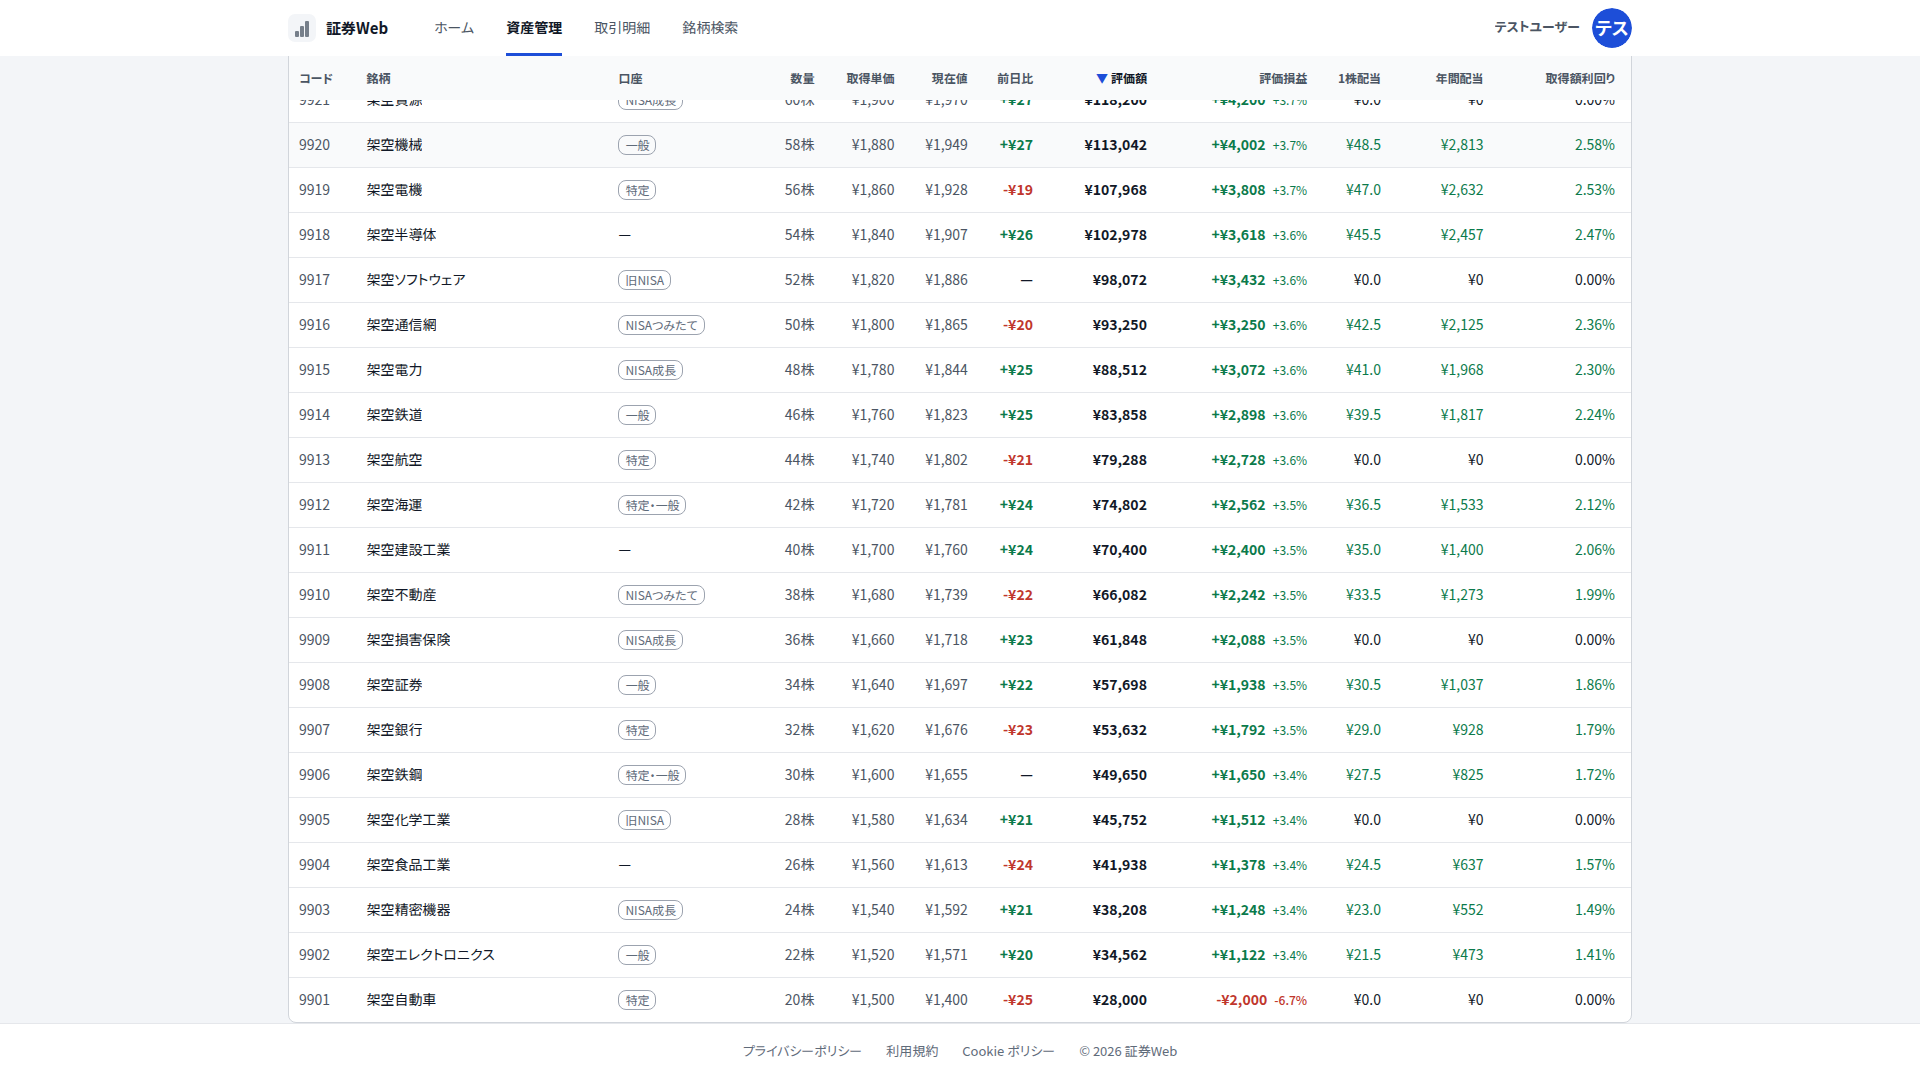 証券Web ホーム 資産管理 取引明細 銘柄検索 テストユーザー テス
コード 銘柄 口座 数量 取得単価 現在値 前日比 ▼ 評価額 評価損益 1株配当 年間配当 取得額利回り
9921 架空資源 NISA成長 60株 ¥1,900 ¥1,970 +¥27 ¥118,200 +¥4,200 +3.7% ¥0.0 ¥0 0.00%
9920 架空機械 一般 58株 ¥1,880 ¥1,949 +¥27 ¥113,042 +¥4,002 +3.7% ¥48.5 ¥2,813 2.58%
9919 架空電機 特定 56株 ¥1,860 ¥1,928 -¥19 ¥107,968 +¥3,808 +3.7% ¥47.0 ¥2,632 2.53%
9918 架空半導体 — 54株 ¥1,840 ¥1,907 +¥26 ¥102,978 +¥3,618 +3.6% ¥45.5 ¥2,457 2.47%
9917 架空ソフトウェア 旧NISA 52株 ¥1,820 ¥1,886 — ¥98,072 +¥3,432 +3.6% ¥0.0 ¥0 0.00%
9916 架空通信網 NISAつみたて 50株 ¥1,800 ¥1,865 -¥20 ¥93,250 +¥3,250 +3.6% ¥42.5 ¥2,125 2.36%
9915 架空電力 NISA成長 48株 ¥1,780 ¥1,844 +¥25 ¥88,512 +¥3,072 +3.6% ¥41.0 ¥1,968 2.30%
9914 架空鉄道 一般 46株 ¥1,760 ¥1,823 +¥25 ¥83,858 +¥2,898 +3.6% ¥39.5 ¥1,817 2.24%
9913 架空航空 特定 44株 ¥1,740 ¥1,802 -¥21 ¥79,288 +¥2,728 +3.6% ¥0.0 ¥0 0.00%
9912 架空海運 特定・一般 42株 ¥1,720 ¥1,781 +¥24 ¥74,802 +¥2,562 +3.5% ¥36.5 ¥1,533 2.12%
9911 架空建設工業 — 40株 ¥1,700 ¥1,760 +¥24 ¥70,400 +¥2,400 +3.5% ¥35.0 ¥1,400 2.06%
9910 架空不動産 NISAつみたて 38株 ¥1,680 ¥1,739 -¥22 ¥66,082 +¥2,242 +3.5% ¥33.5 ¥1,273 1.99%
9909 架空損害保険 NISA成長 36株 ¥1,660 ¥1,718 +¥23 ¥61,848 +¥2,088 +3.5% ¥0.0 ¥0 0.00%
9908 架空証券 一般 34株 ¥1,640 ¥1,697 +¥22 ¥57,698 +¥1,938 +3.5% ¥30.5 ¥1,037 1.86%
9907 架空銀行 特定 32株 ¥1,620 ¥1,676 -¥23 ¥53,632 +¥1,792 +3.5% ¥29.0 ¥928 1.79%
9906 架空鉄鋼 特定・一般 30株 ¥1,600 ¥1,655 — ¥49,650 +¥1,650 +3.4% ¥27.5 ¥825 1.72%
9905 架空化学工業 旧NISA 28株 ¥1,580 ¥1,634 +¥21 ¥45,752 +¥1,512 +3.4% ¥0.0 ¥0 0.00%
9904 架空食品工業 — 26株 ¥1,560 ¥1,613 -¥24 ¥41,938 +¥1,378 +3.4% ¥24.5 ¥637 1.57%
9903 架空精密機器 NISA成長 24株 ¥1,540 ¥1,592 +¥21 ¥38,208 +¥1,248 +3.4% ¥23.0 ¥552 1.49%
9902 架空エレクトロニクス 一般 22株 ¥1,520 ¥1,571 +¥20 ¥34,562 +¥1,122 +3.4% ¥21.5 ¥473 1.41%
9901 架空自動車 特定 20株 ¥1,500 ¥1,400 -¥25 ¥28,000 -¥2,000 -6.7% ¥0.0 ¥0 0.00%
プライバシーポリシー 利用規約 Cookie ポリシー © 2026 証券Web